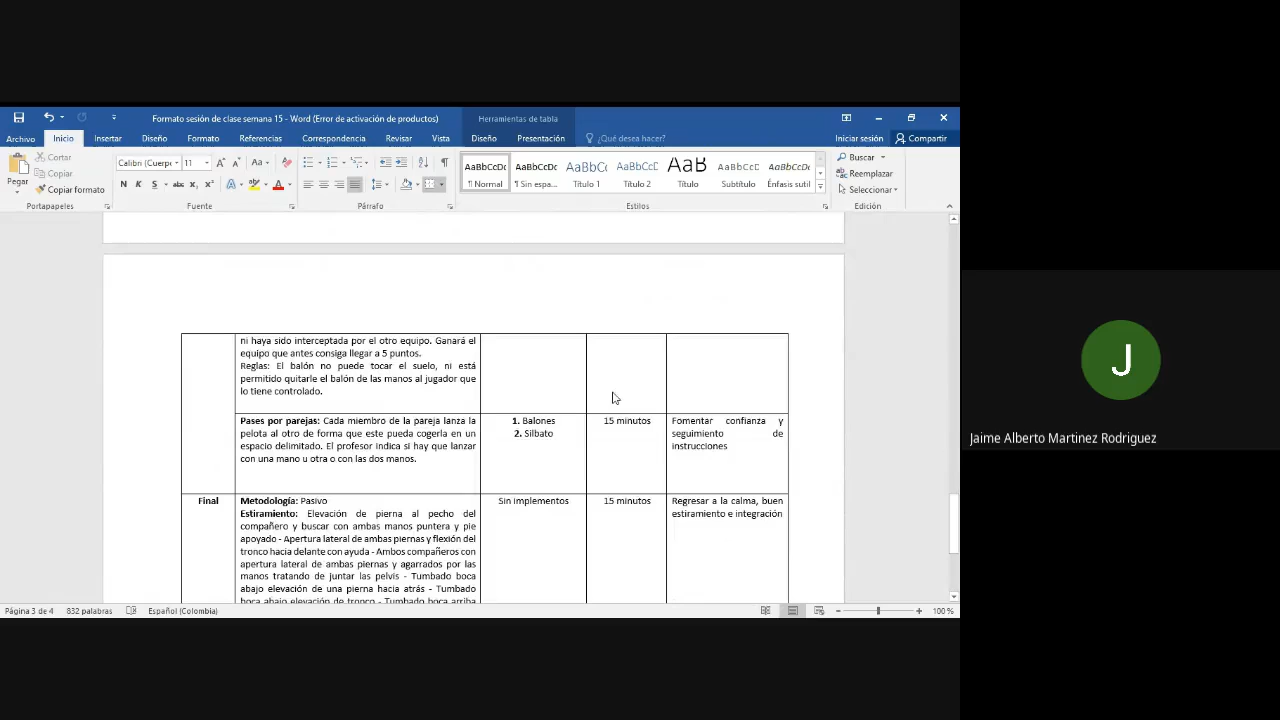 Formato sesión de clase semana 15 - Word (Error de activación de productos)
Herramientas de tabla
Archivo Inicio Insertar Diseño Formato Referencias Correspondencia Revisar Vista Diseño Presentación ¿Qué desea hacer? Iniciar sesión Compartir
Pegar
Cortar
Copiar
Copiar formato
Portapapeles
Calibri (Cuerpo 11
Fuente
Párrafo
AaBbCcDc AaBbCcDc AaBbCc AaBbCcD AaB AaBbCcD AaBbCcDc
¶ Normal ¶ Sin espa... Título 1 Título 2 Título Subtítulo Énfasis sutil
Estilos
Buscar
Reemplazar
Seleccionar
Edición
ni haya sido interceptada por el otro equipo. Ganará el
equipo que antes consiga llegar a 5 puntos.
Reglas: El balón no puede tocar el suelo, ni está
permitido quitarle el balón de las manos al jugador que
lo tiene controlado.
Pases por parejas: Cada miembro de la pareja lanza la
pelota al otro de forma que este pueda cogerla en un
espacio delimitado. El profesor indica si hay que lanzar
con una mano u otra o con las dos manos.
1. Balones
2. Silbato
15 minutos
Fomentar confianza y
seguimiento de
instrucciones
Final
Metodología: Pasivo
Estiramiento: Elevación de pierna al pecho del
compañero y buscar con ambas manos puntera y pie
apoyado - Apertura lateral de ambas piernas y flexión del
tronco hacia delante con ayuda - Ambos compañeros con
apertura lateral de ambas piernas y agarrados por las
manos tratando de juntar las pelvis - Tumbado boca
abajo elevación de una pierna hacia atrás - Tumbado
boca abajo elevación de tronco - Tumbado boca arriba
Sin implementos
15 minutos
Regresar a la calma, buen
estiramiento e integración
Página 3 de 4 832 palabras Español (Colombia) 100 %
J
Jaime Alberto Martinez Rodriguez